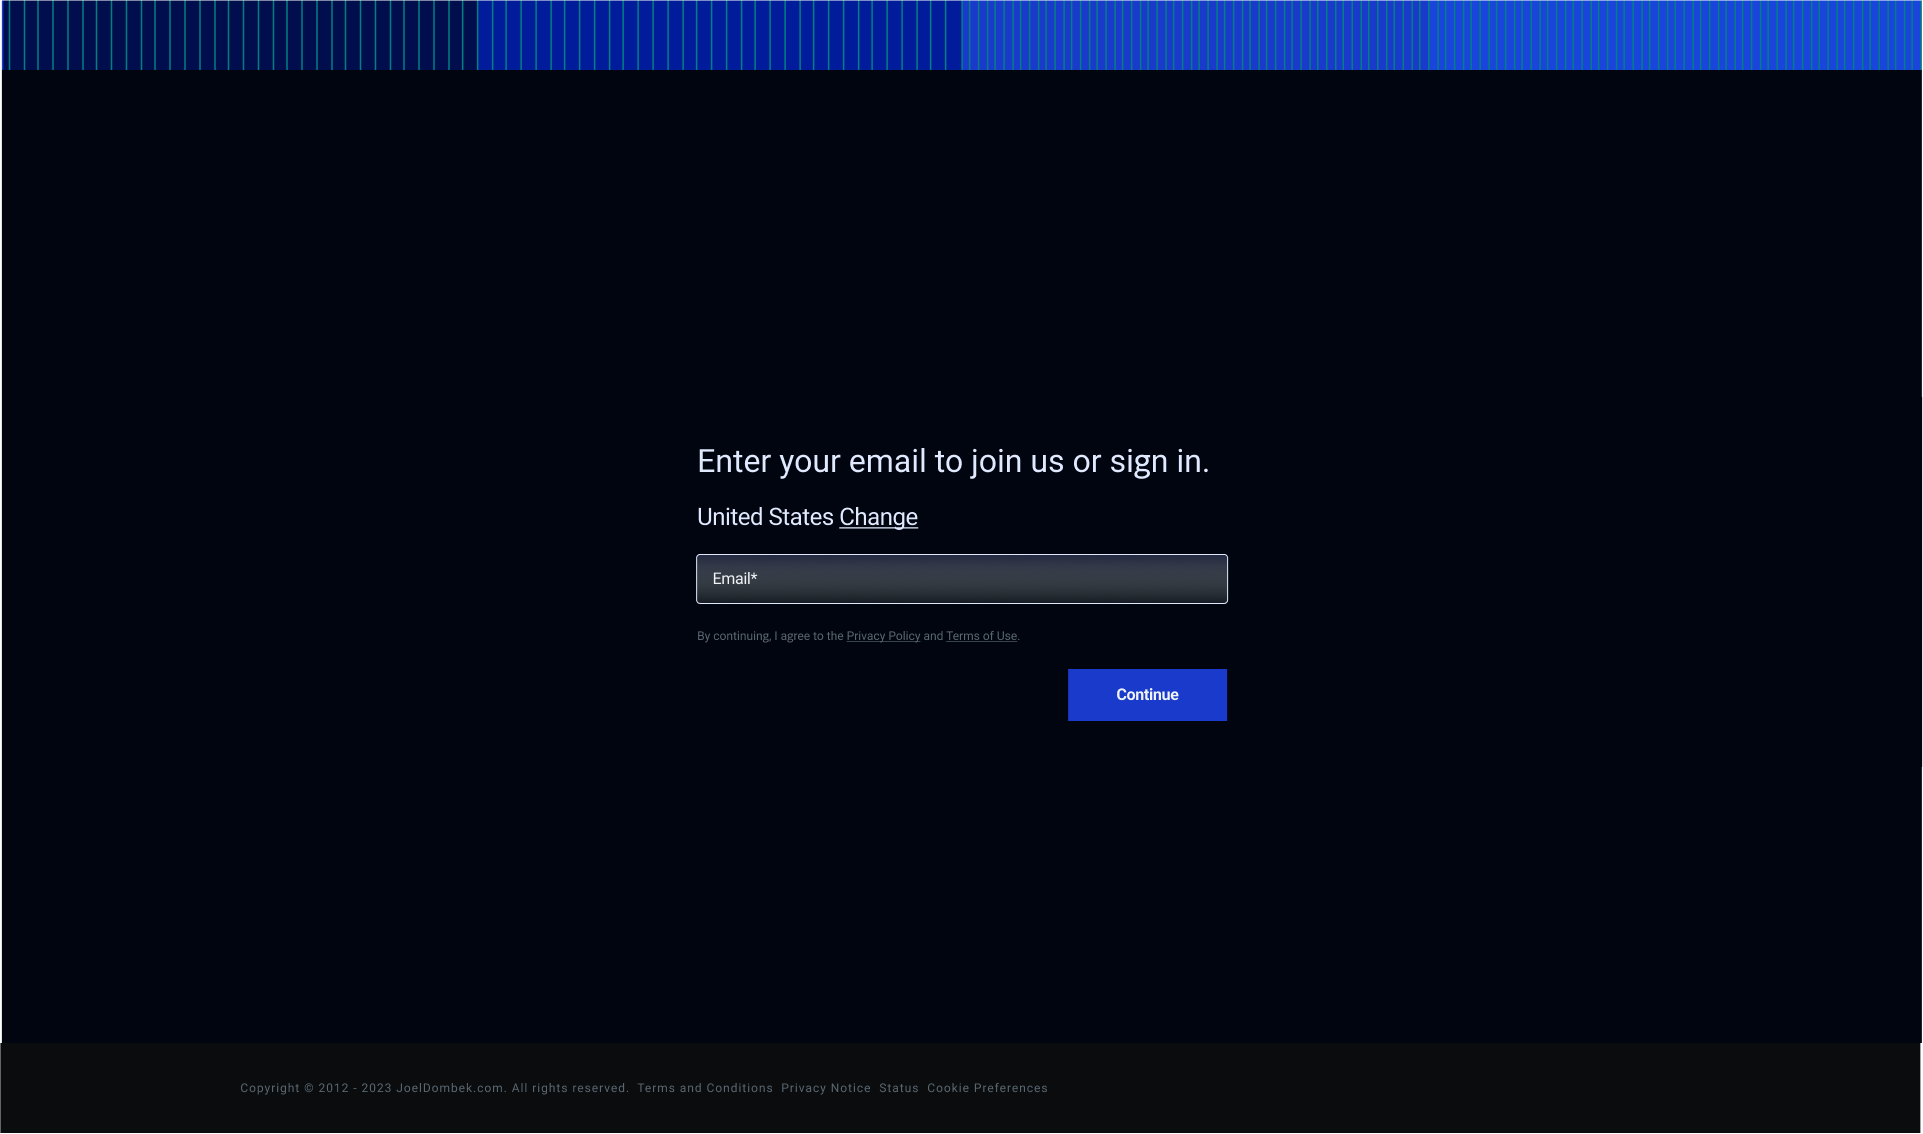 Enter your email to join us or sign in.
United States Change
Email*
By continuing, I agree to the Privacy Policy and Terms of Use.
Continue
Copyright © 2012 - 2023 JoelDombek.com. All rights reserved. Terms and Conditions Privacy Notice Status Cookie Preferences